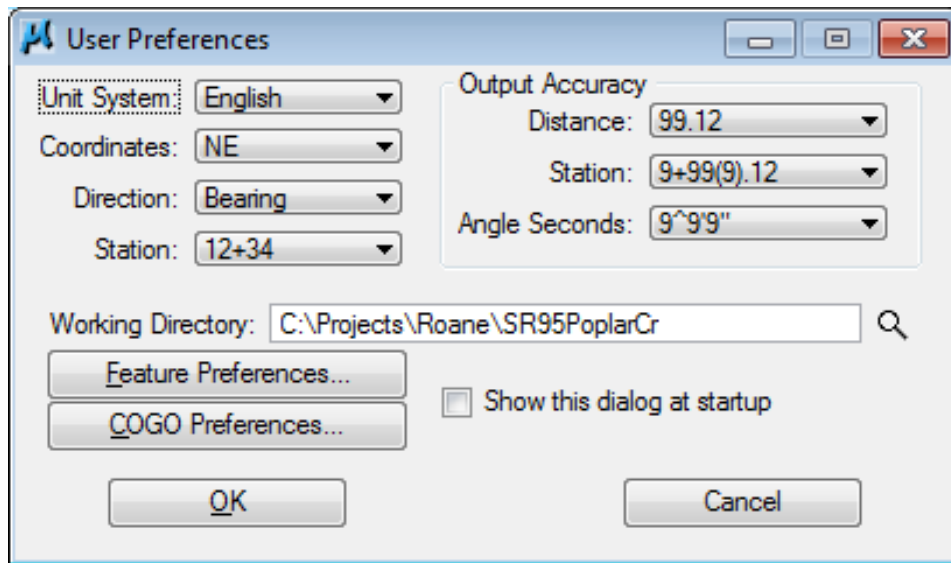 User Preferences
Unit System: English
Coordinates: NE
Direction: Bearing
Station: 12+34
Output Accuracy
Distance: 99.12
Station: 9+99(9).12
Angle Seconds: 9^9'9"
Working Directory: C:\Projects\Roane\SR95PoplarCr
Feature Preferences...
COGO Preferences...
Show this dialog at startup
OK
Cancel